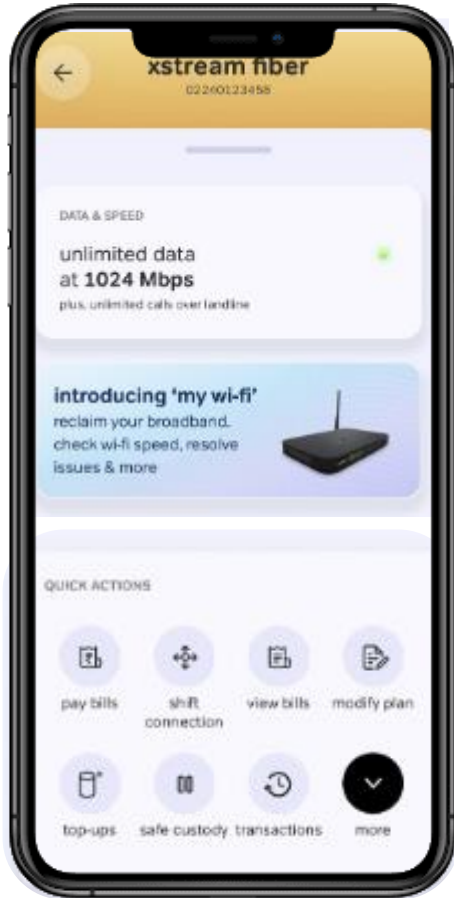 xstream fiber
02240123456
DATA & SPEED
unlimited data
at 1024 Mbps
plus, unlimited calls over landline
introducing 'my wi-fi'
reclaim your broadband.
check wi-fi speed, resolve
issues & more
QUICK ACTIONS
pay bills
shift
connection
view bills
modify plan
top-ups
safe custody
transactions
more